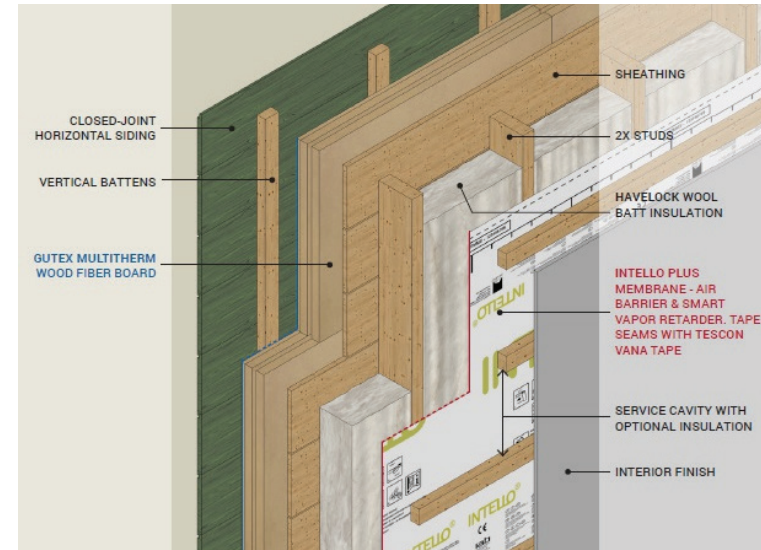 CLOSED-JOINT
HORIZONTAL SIDING
VERTICAL BATTENS
GUTEX MULTITHERM
WOOD FIBER BOARD
SHEATHING
2X STUDS
HAVELOCK WOOL
BATT INSULATION
INTELLO PLUS
MEMBRANE - AIR
BARRIER & SMART
VAPOR RETARDER. TAPE
SEAMS WITH TESCON
VANA TAPE
SERVICE CAVITY WITH
OPTIONAL INSULATION
INTERIOR FINISH
INTELLO®
INTELLO®
INTELLO®
CE